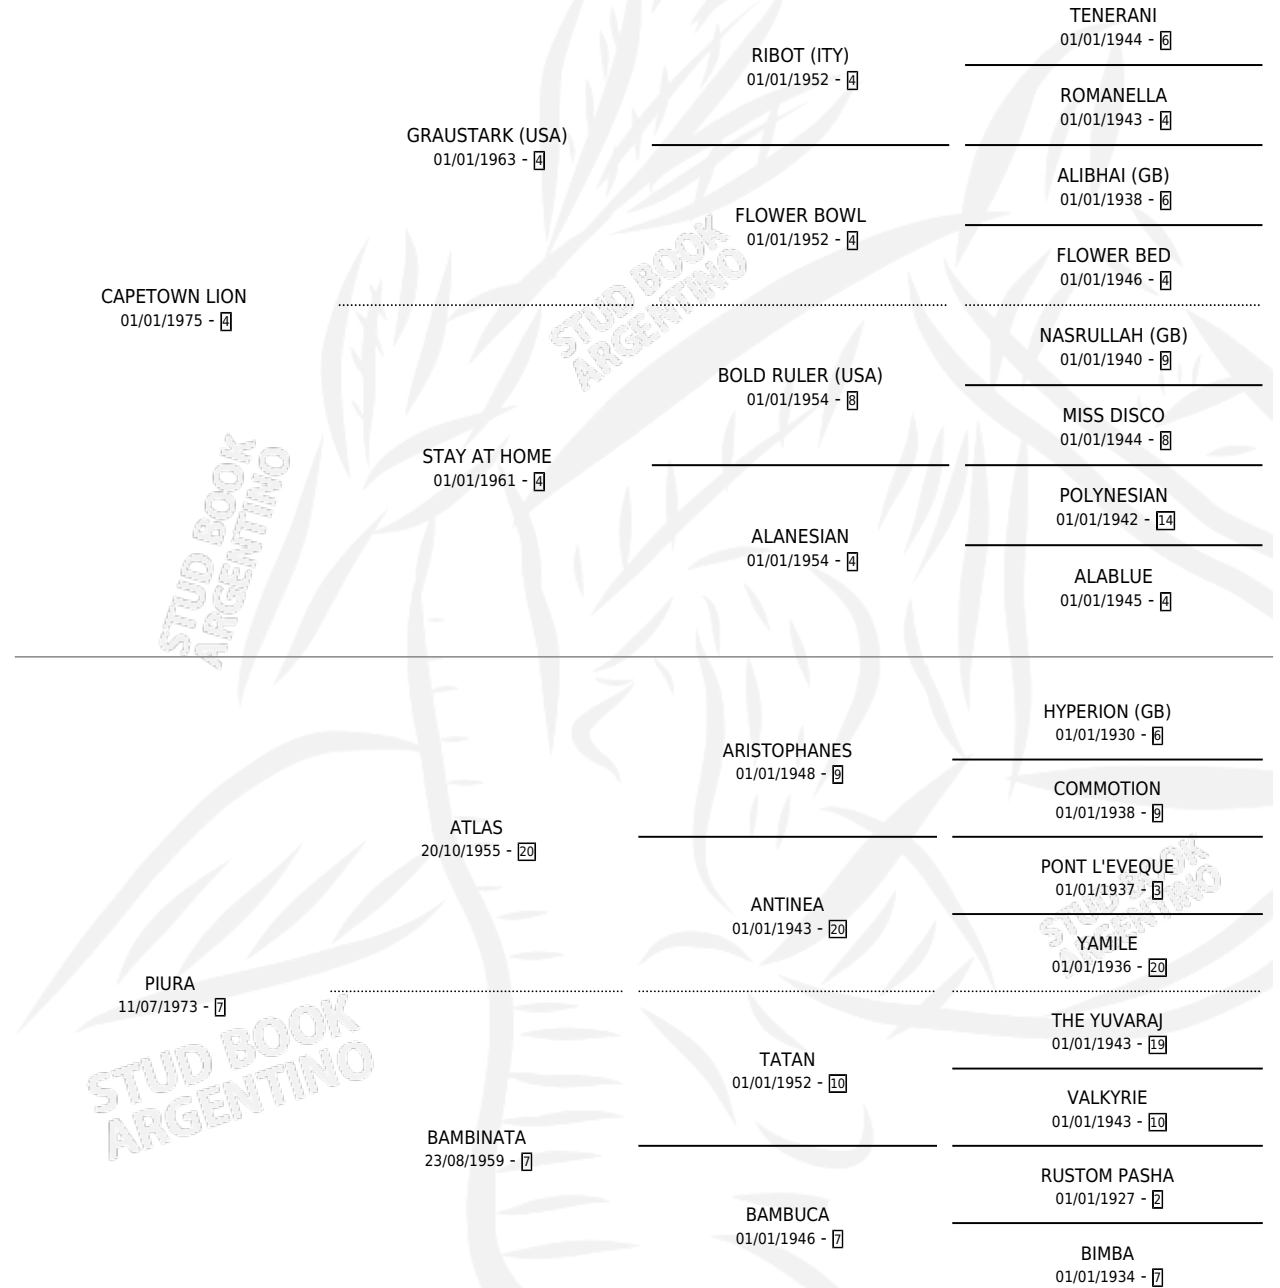 TENERANI
01/01/1944 - 6
RIBOT (ITY)
01/01/1952 - 4
ROMANELLA
01/01/1943 - 4
GRAUSTARK (USA)
01/01/1963 - 4
ALIBHAI (GB)
01/01/1938 - 6
FLOWER BOWL
01/01/1952 - 4
FLOWER BED
01/01/1946 - 4
CAPETOWN LION
01/01/1975 - 4
NASRULLAH (GB)
01/01/1940 - 9
BOLD RULER (USA)
01/01/1954 - 8
MISS DISCO
01/01/1944 - 8
STAY AT HOME
01/01/1961 - 4
POLYNESIAN
01/01/1942 - 14
ALANESIAN
01/01/1954 - 4
ALABLUE
01/01/1945 - 4
HYPERION (GB)
01/01/1930 - 6
ARISTOPHANES
01/01/1948 - 9
COMMOTION
01/01/1938 - 9
ATLAS
20/10/1955 - 20
PONT L'EVEQUE
01/01/1937 - 3
ANTINEA
01/01/1943 - 20
YAMILE
01/01/1936 - 20
PIURA
11/07/1973 - 7
THE YUVARAJ
01/01/1943 - 19
TATAN
01/01/1952 - 10
VALKYRIE
01/01/1943 - 10
BAMBINATA
23/08/1959 - 7
RUSTOM PASHA
01/01/1927 - 2
BAMBUCA
01/01/1946 - 7
BIMBA
01/01/1934 - 7
STUD BOOK
ARGENTINO
STUD BOOK
ARGENTINO
STUD BOOK
ARGENTINO
STUD BOOK
ARGENTINO